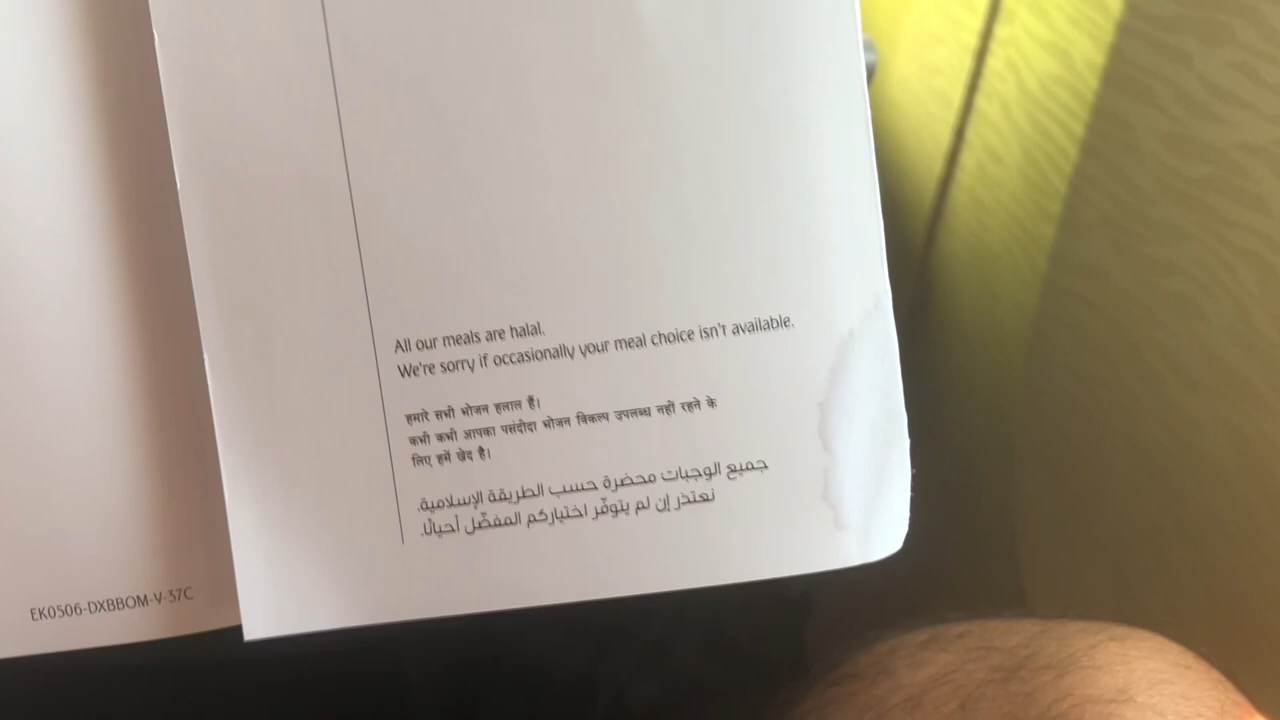 All our meals are halal.
We're sorry if occasionally your meal choice isn't available.
हमारे सभी भोजन हलाल हैं।
कभी कभी आपका पसंदीदा भोजन विकल्प उपलब्ध नहीं रहने के
लिए हमें खेद है।
جميع الوجبات محضرة حسب الطريقة الإسلامية.
نعتذر إن لم يتوفّر اختياركم المفضّل أحيانًا.
EK0506-DXBBOM-V-37C